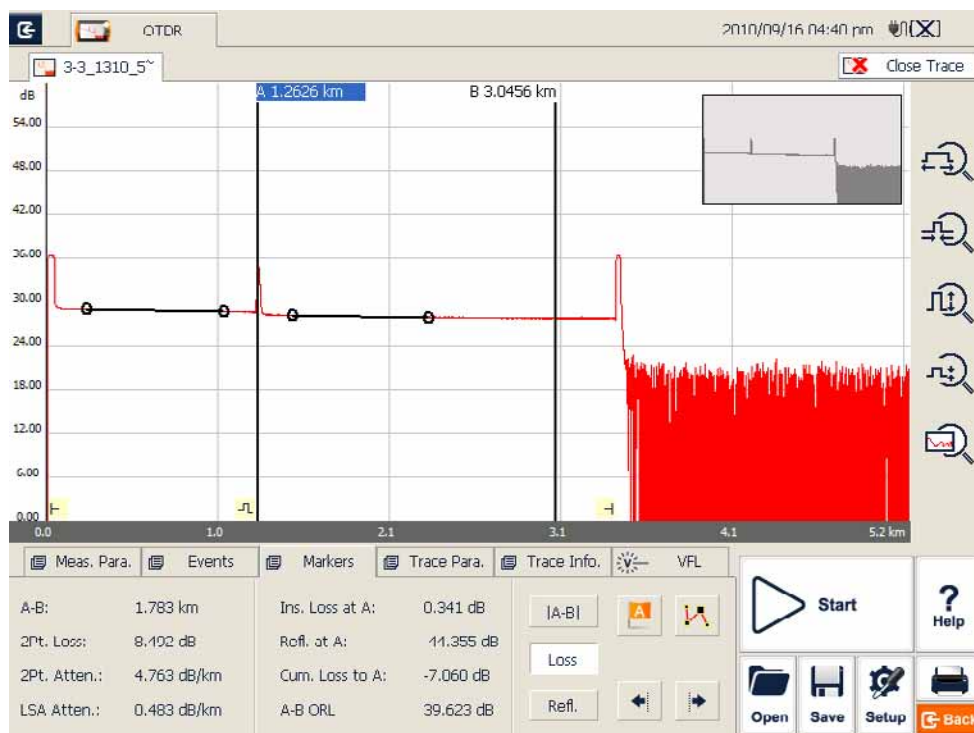 OTDR
2010/09/16 04:40 pm
3-3_1310_5~
Close Trace
dB
A 1.2626 km
B 3.0456 km
54.00
48.00
42.00
36.00
30.00
24.00
18.00
12.00
6.00
0.00
0.0 1.0 2.1 3.1 4.1 5.2 km
Meas. Para. Events Markers Trace Para. Trace Info. VFL
A-B: 1.783 km Ins. Loss at A: 0.341 dB |A-B| A
2Pt. Loss: 8.492 dB Refl. at A: 44.355 dB
Loss
2Pt. Atten.: 4.763 dB/km Cum. Loss to A: -7.060 dB
LSA Atten.: 0.483 dB/km A-B ORL 39.623 dB Refl.
Start
? Help
Open Save Setup Back